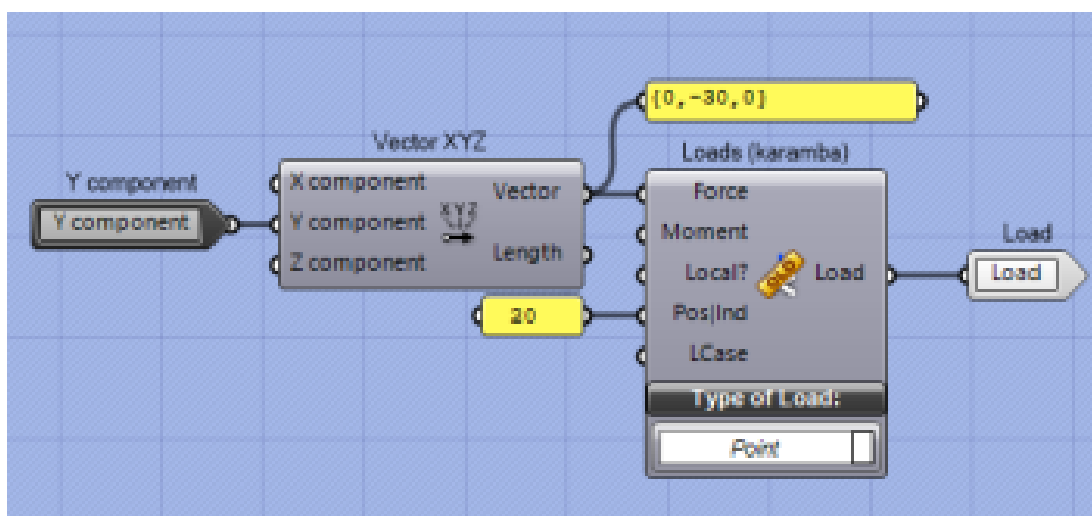 {0,-30,0}
Vector XYZ
Loads (karamba)
Y component
X component
Vector
Force
Y component
Y component
XYZ
Moment
Load
Z component
Length
Local?
Load
Load
20
Pos|Ind
LCase
Type of Load:
Point